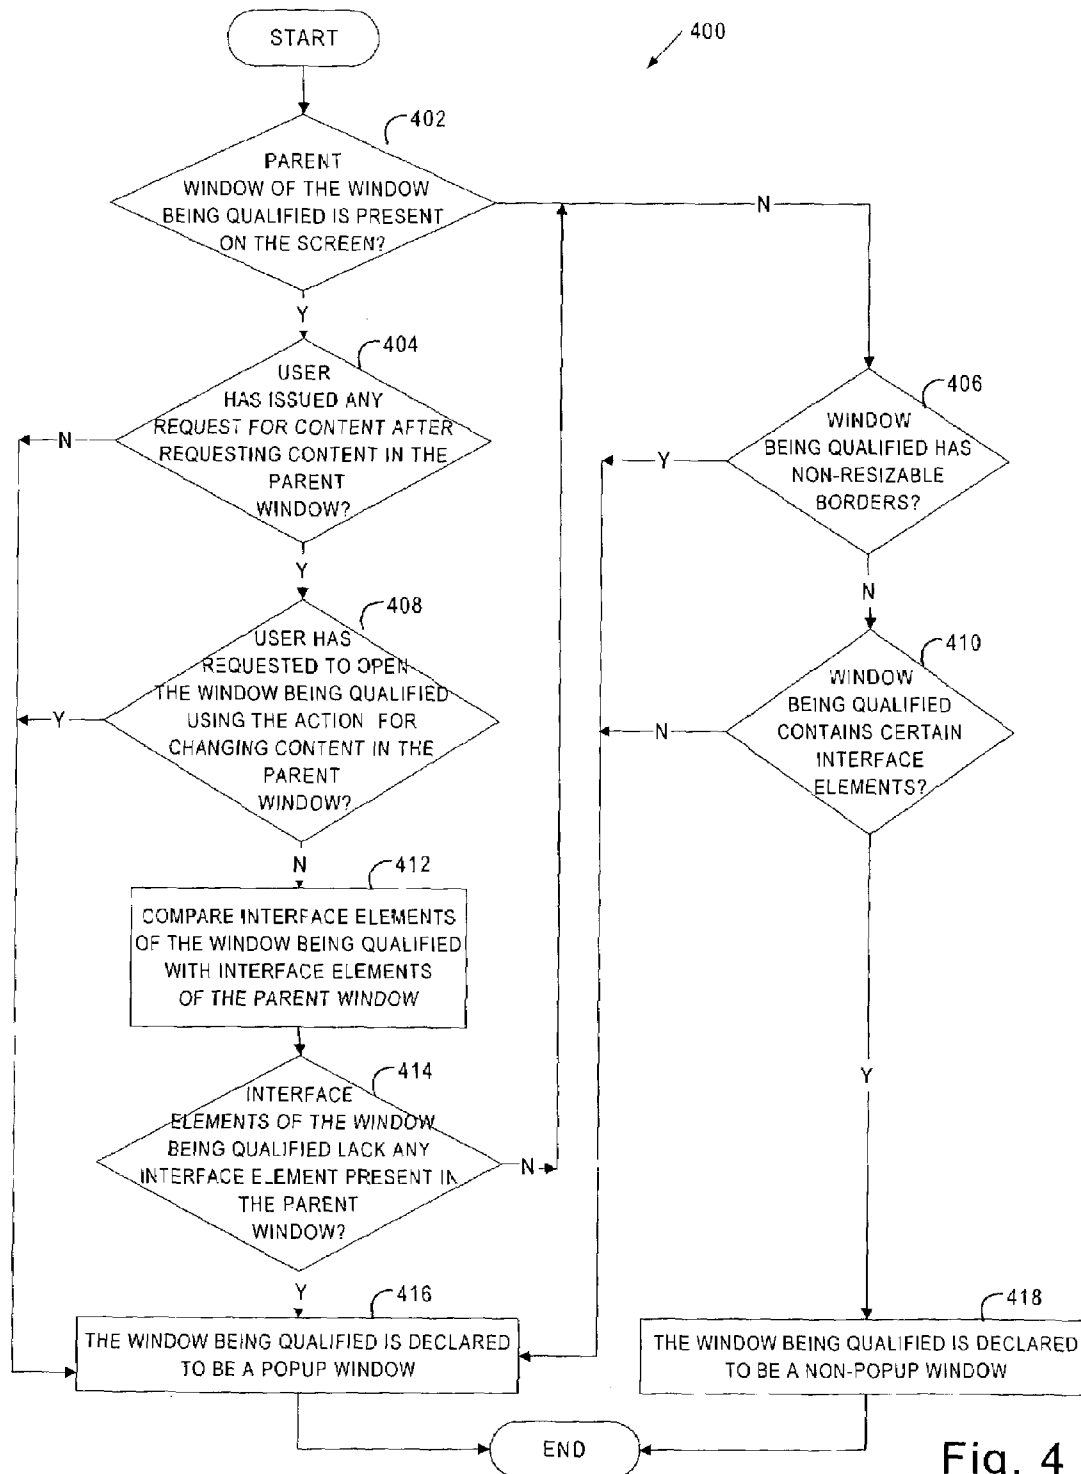 START
400
402
PARENT
WINDOW OF THE WINDOW
BEING QUALIFIED IS PRESENT
ON THE SCREEN?
N
Y
404
USER
HAS ISSUED ANY
REQUEST FOR CONTENT AFTER
REQUESTING CONTENT IN THE
PARENT
WINDOW?
N
Y
406
WINDOW
BEING QUALIFIED HAS
NON-RESIZABLE
BORDERS?
Y
N
408
USER HAS
REQUESTED TO OPEN
THE WINDOW BEING QUALIFIED
USING THE ACTION FOR
CHANGING CONTENT IN THE
PARENT
WINDOW?
Y
N
410
WINDOW
BEING QUALIFIED
CONTAINS CERTAIN
INTERFACE
ELEMENTS?
N
Y
412
COMPARE INTERFACE ELEMENTS
OF THE WINDOW BEING QUALIFIED
WITH INTERFACE ELEMENTS
OF THE PARENT WINDOW
414
INTERFACE
ELEMENTS OF THE WINDOW
BEING QUALIFIED LACK ANY
INTERFACE ELEMENT PRESENT IN
THE PARENT
WINDOW?
N
Y
416
THE WINDOW BEING QUALIFIED IS DECLARED
TO BE A POPUP WINDOW
418
THE WINDOW BEING QUALIFIED IS DECLARED
TO BE A NON-POPUP WINDOW
END
Fig. 4